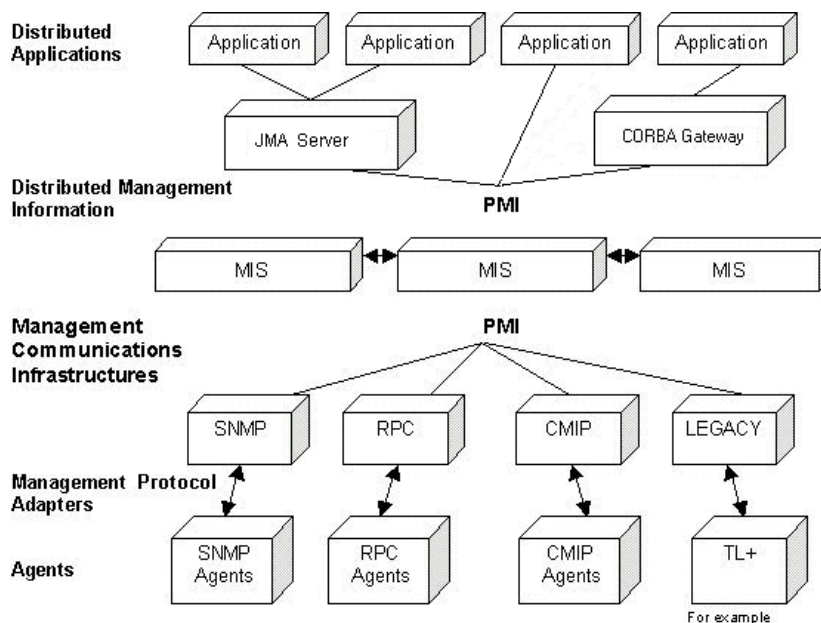 Distributed
Applications
Application
Application
Application
Application
JMA Server
CORBA Gateway
Distributed Management
Information
PMI
MIS
MIS
MIS
Management
Communications
Infrastructures
PMI
SNMP
RPC
CMIP
LEGACY
Management Protocol
Adapters
Agents
SNMP
Agents
RPC
Agents
CMIP
Agents
TL+
For example